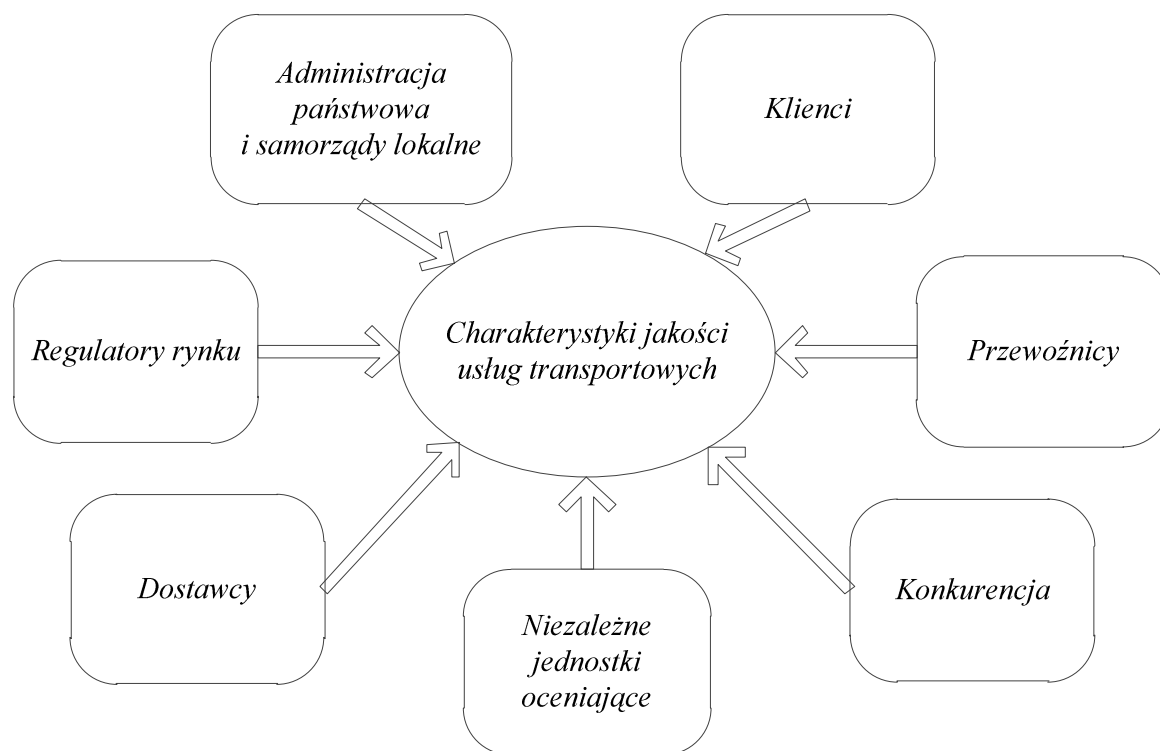 Administracja
państwowa
i samorządy lokalne
Klienci
Regulatory rynku
Charakterystyki jakości
usług transportowych
Przewoźnicy
Dostawcy
Niezależne
jednostki
oceniające
Konkurencja